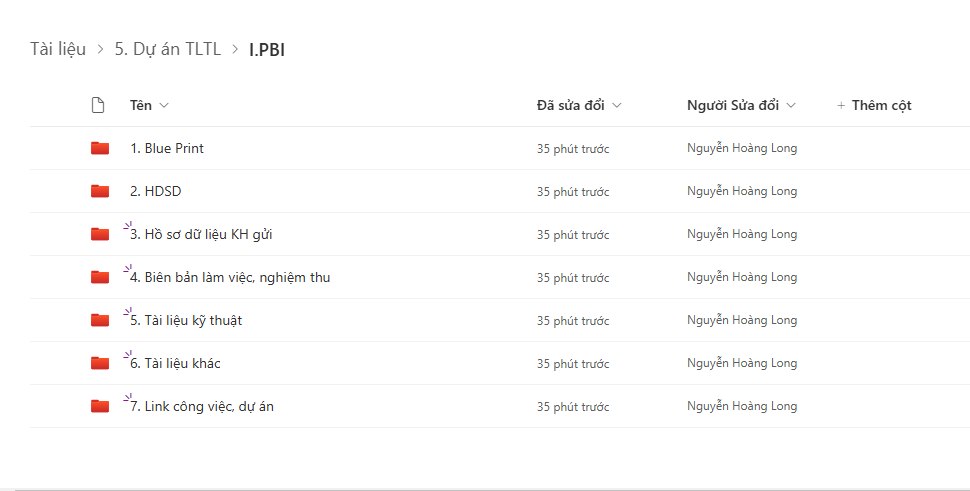 Tài liệu > 5. Dự án TLTL > I.PBI
Tên Đã sửa đổi Người Sửa đổi + Thêm cột
1. Blue Print 35 phút trước Nguyễn Hoàng Long
2. HDSD 35 phút trước Nguyễn Hoàng Long
3. Hồ sơ dữ liệu KH gửi 35 phút trước Nguyễn Hoàng Long
4. Biên bản làm việc, nghiệm thu 35 phút trước Nguyễn Hoàng Long
5. Tài liệu kỹ thuật 35 phút trước Nguyễn Hoàng Long
6. Tài liệu khác 35 phút trước Nguyễn Hoàng Long
7. Link công việc, dự án 35 phút trước Nguyễn Hoàng Long